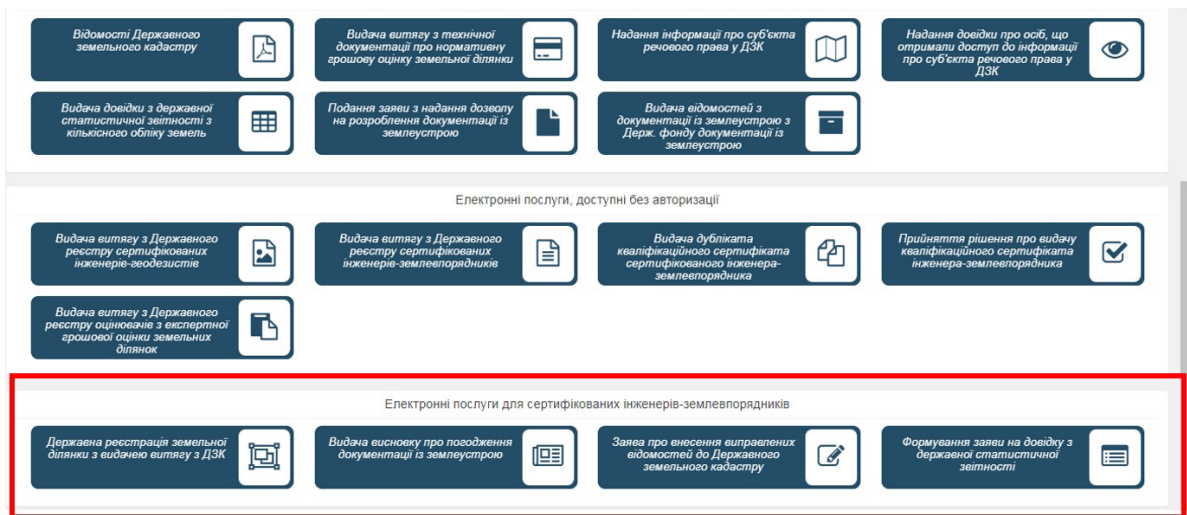 Відомості Державного
земельного кадастру
Видача витягу з технічної
документації про нормативну
грошову оцінку земельної ділянки
Надання інформації про суб'єкта
речового права у ДЗК
Надання довідки про осіб, що
отримали доступ до інформації
про суб'єкта речового права у
ДЗК
Видача довідки з державної
статистичної звітності з
кількісного обліку земель
Подання заяви з надання дозволу
на розроблення документації із
землеустрою
Видача відомостей з
документації із землеустрою з
Держ. фонду документації із
землеустрою
Електронні послуги, доступні без авторизації
Видача витягу з Державного
реєстру сертифікованих
інженерів-геодезистів
Видача витягу з Державного
реєстру сертифікованих
інженерів-землевпорядників
Видача дубліката
кваліфікаційного сертифіката
сертифікованого інженера-
землевпорядника
Прийняття рішення про видачу
кваліфікаційного сертифіката
інженера-землевпорядника
Видача витягу з Державного
реєстру оцінювачів з експертної
грошової оцінки земельних
ділянок
Електронні послуги для сертифікованих інженерів-землевпорядників
Державна реєстрація земельної
ділянки з видачею витягу з ДЗК
Видача висновку про погодження
документації із землеустрою
Заява про внесення виправлених
відомостей до Державного
земельного кадастру
Формування заяви на довідку з
державної статистичної
звітності